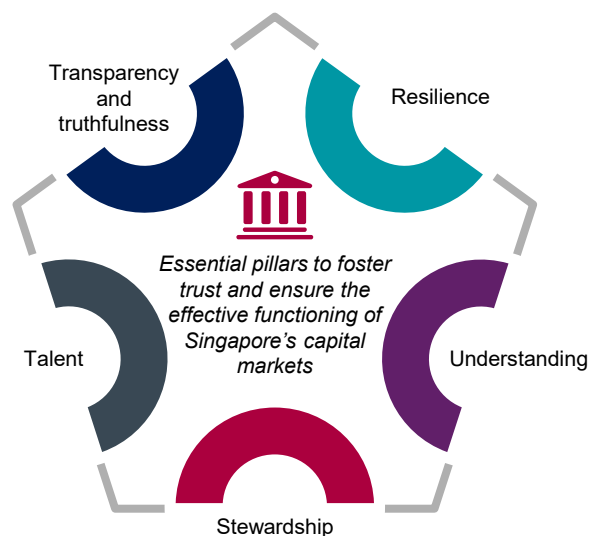 Transparency
and
truthfulness
Resilience
Essential pillars to foster
trust and ensure the
effective functioning of
Singapore's capital
markets
Talent
Understanding
Stewardship